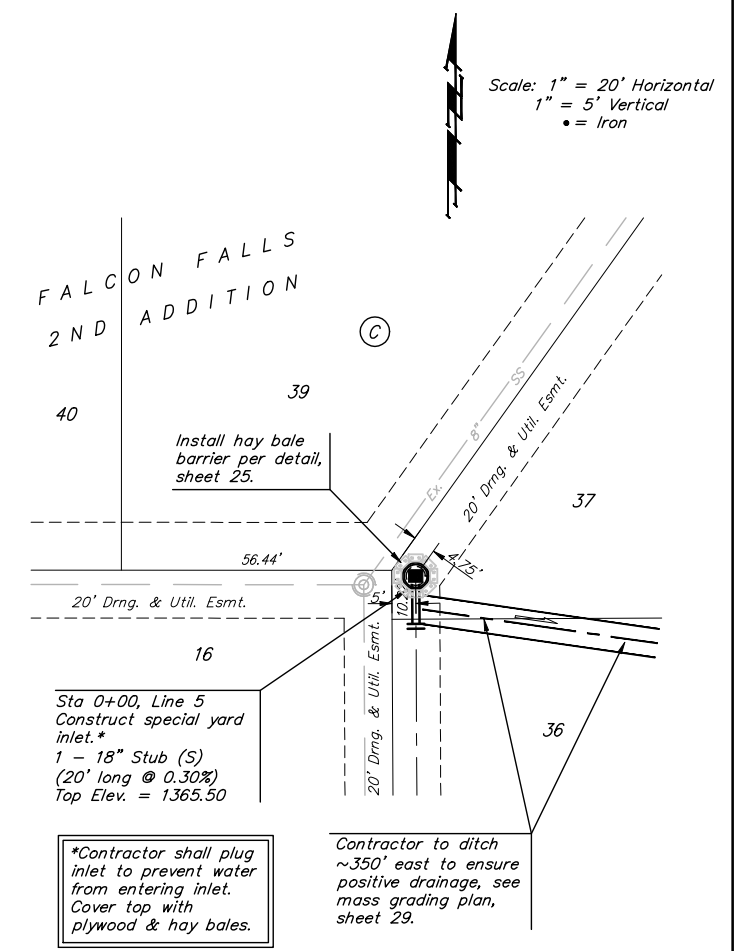 Scale: 1" = 20' Horizontal
1" = 5' Vertical
• = Iron
FALCON FALLS
2ND ADDITION
C
39
40
Install hay bale
barrier per detail,
sheet 25.
Ex. 8" SS
20' Drng. & Util. Esmt.
37
56.44'
4.75'
5'
10'
20' Drng. & Util. Esmt.
20' Drng. & Util. Esmt.
16
36
Sta 0+00, Line 5
Construct special yard
inlet.*
1 - 18" Stub (S)
(20' long @ 0.30%)
Top Elev. = 1365.50
*Contractor shall plug
inlet to prevent water
from entering inlet.
Cover top with
plywood & hay bales.
Contractor to ditch
~350' east to ensure
positive drainage, see
mass grading plan,
sheet 29.